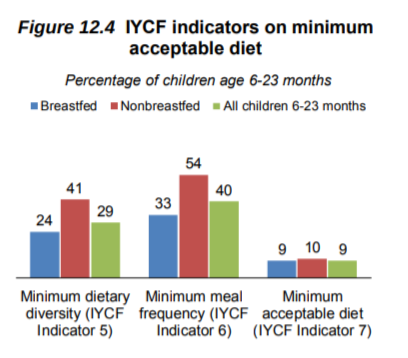 Figure 12.4 IYCF indicators on minimum
acceptable diet
Percentage of children age 6-23 months
Breastfed Nonbreastfed All children 6-23 months
24 41 29
33 54 40
9 10 9
Minimum dietary
diversity (IYCF
Indicator 5)
Minimum meal
frequency (IYCF
Indicator 6)
Minimum
acceptable diet
(IYCF Indicator 7)